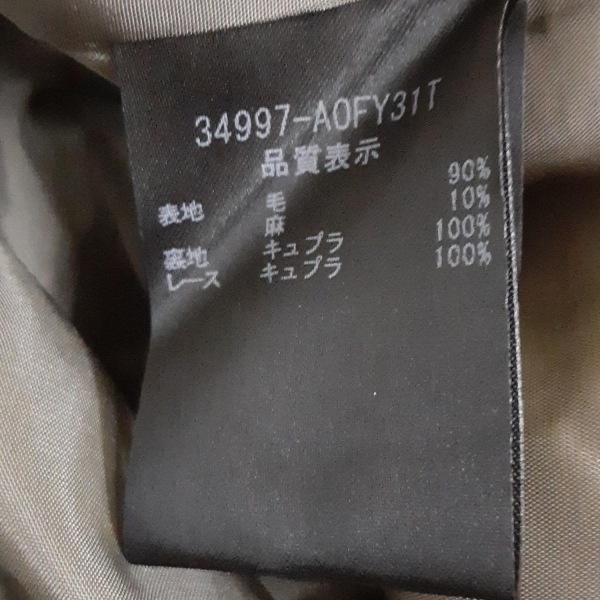 34997-A0FY31T
品質表示
表地 毛 90%
麻 10%
裏地 キュプラ 100%
レース キュプラ 100%